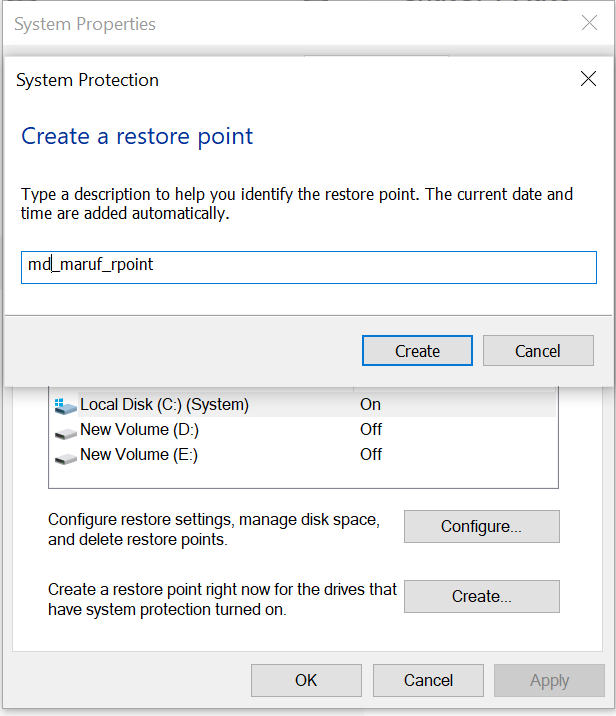 System Properties
System Protection
Create a restore point
Type a description to help you identify the restore point. The current date and
time are added automatically.
md_maruf_rpoint
Create
Cancel
Local Disk (C:) (System) On
New Volume (D:) Off
New Volume (E:) Off
Configure restore settings, manage disk space,
and delete restore points.
Configure...
Create a restore point right now for the drives that
have system protection turned on.
Create...
OK
Cancel
Apply